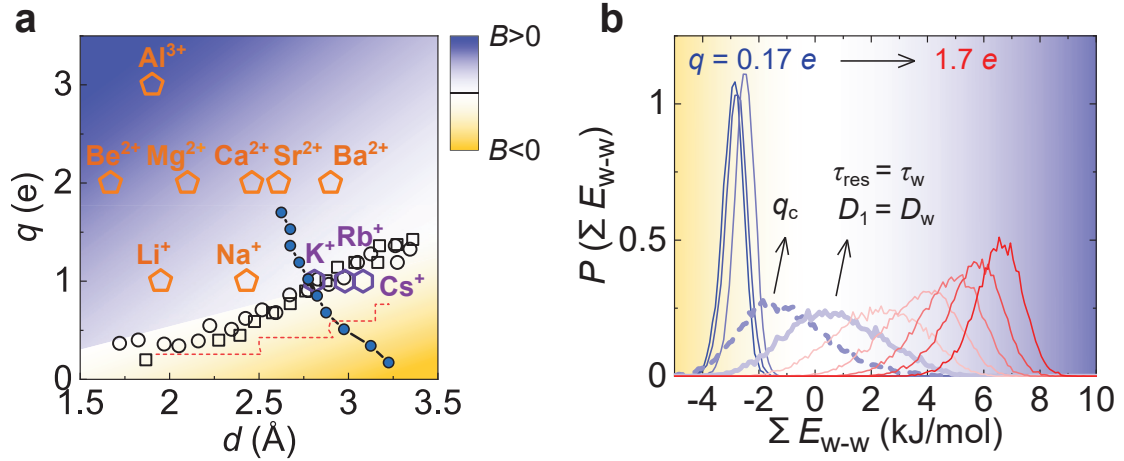 a
B>0
B<0
Al³⁺
Be²⁺ Mg²⁺ Ca²⁺ Sr²⁺ Ba²⁺
Li⁺ Na⁺ K⁺ Rb⁺
Cs⁺
q (e)
3
2
1
0
1.5 2 2.5 3 3.5
d (Å)
b
q = 0.17 e → 1.7 e
τres = τw
qc D1 = Dw
P (Σ Ew-w)
1
0.5
0
-4 -2 0 2 4 6 8 10
Σ Ew-w (kJ/mol)